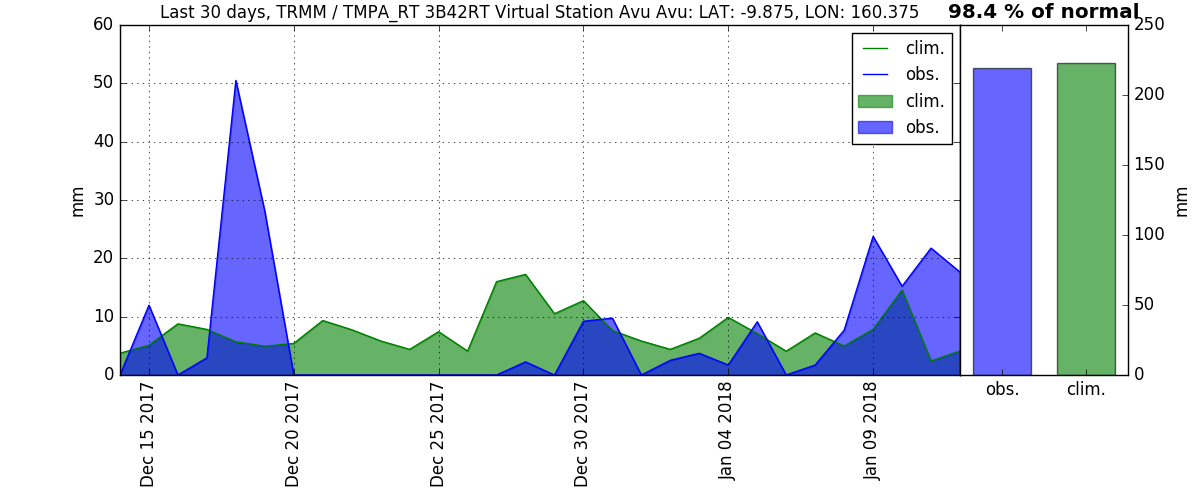 Last 30 days, TRMM / TMPA_RT 3B42RT Virtual Station Avu Avu: LAT: -9.875, LON: 160.375
98.4 % of normal
60
50
40
30
20
10
0
mm
clim.
obs.
clim.
obs.
Dec 15 2017
Dec 20 2017
Dec 25 2017
Dec 30 2017
Jan 04 2018
Jan 09 2018
250
200
150
100
50
0
mm
obs.
clim.